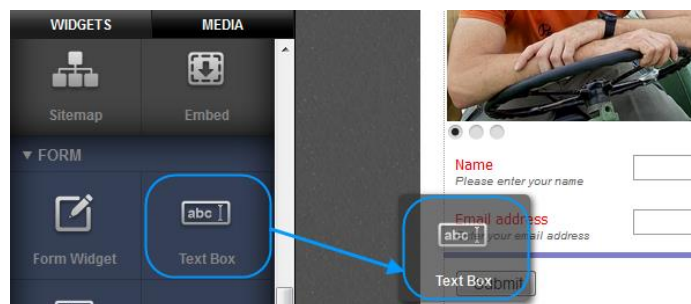 WIDGETS MEDIA
Sitemap Embed
▼ FORM
abc
Form Widget Text Box
Name
Please enter your name
Email address
Enter your email address
abc
Text Box
Submit